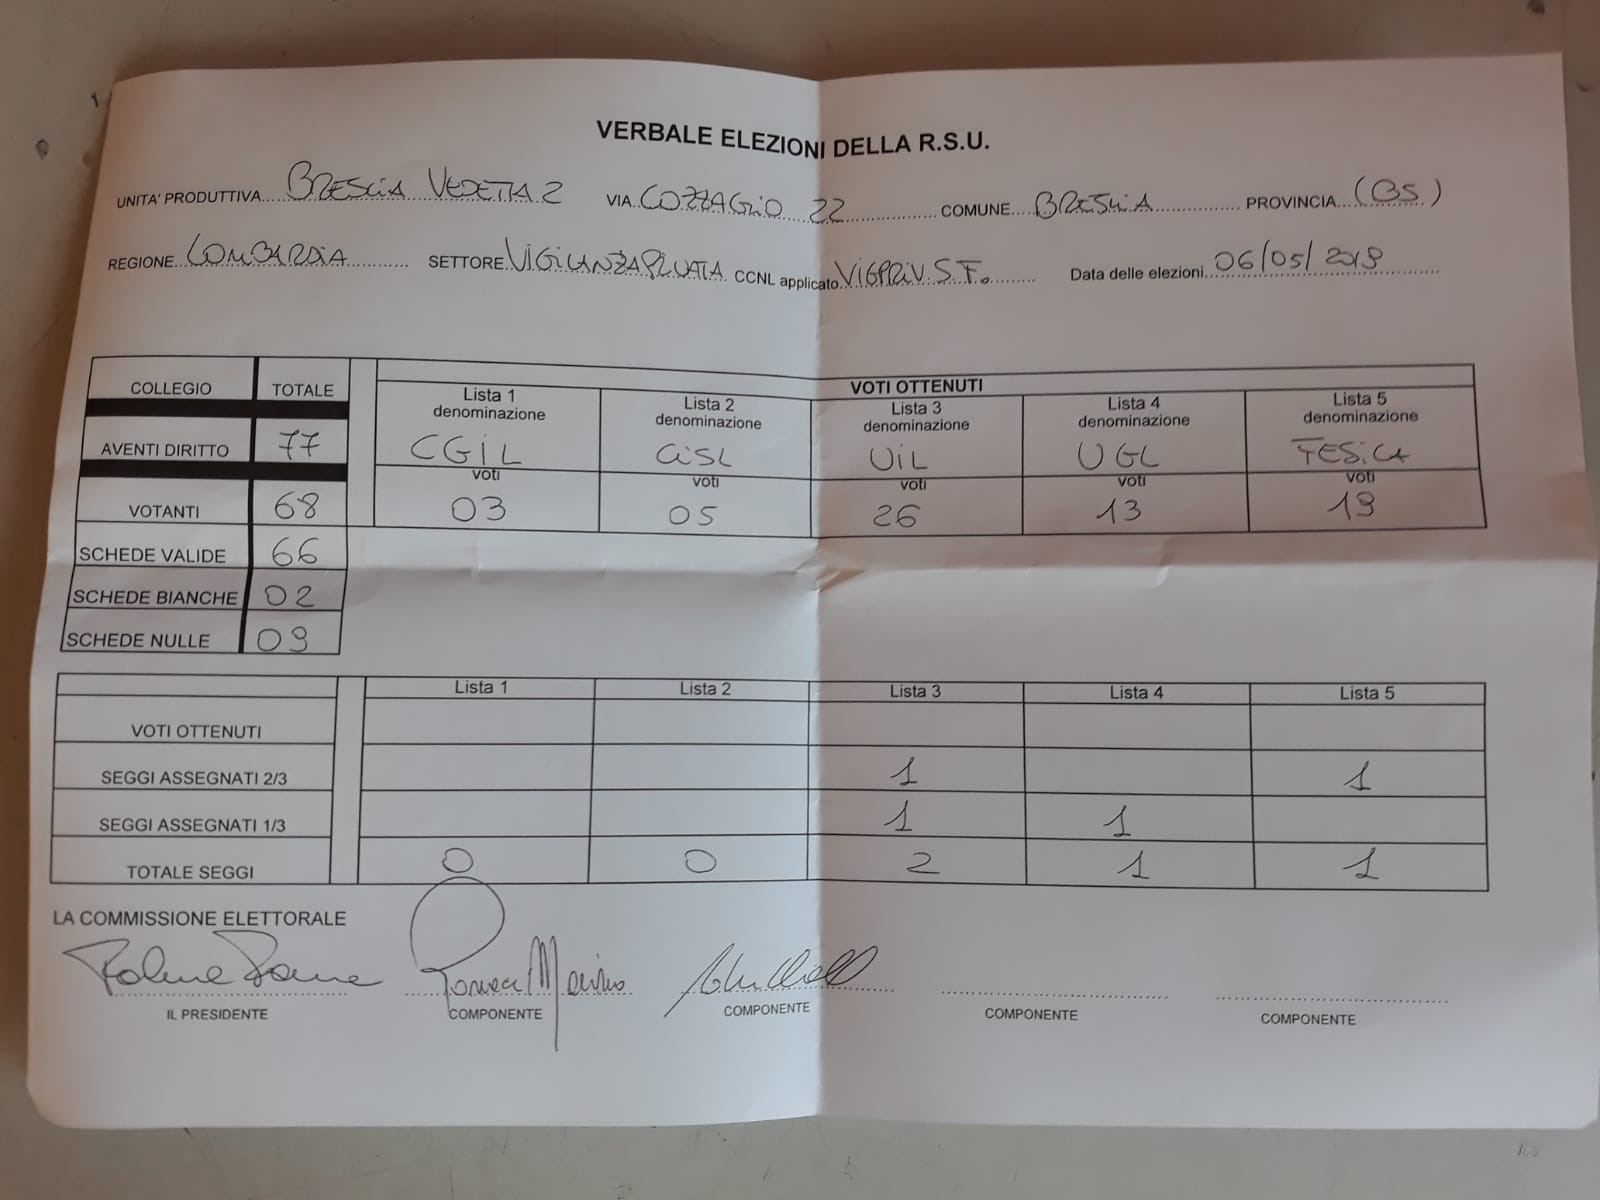 VERBALE ELEZIONI DELLA R.S.U.
UNITA' PRODUTTIVA BRESCIA VEDETTA 2 VIA COZZAGLIO 22 COMUNE BRESCIA PROVINCIA (BS)
REGIONE LOMBARDIA SETTORE VIGILANZA PRIVATA CCNL applicato VIGPRIV. S.F. Data delle elezioni 06/05/2019
COLLEGIO TOTALE VOTI OTTENUTI
Lista 1 Lista 2 Lista 3 Lista 4 Lista 5
denominazione denominazione denominazione denominazione denominazione
AVENTI DIRITTO 77 CGIL CISL UIL UGL FESICA
voti voti voti voti voti
VOTANTI 68 03 05 26 13 19
SCHEDE VALIDE 66
SCHEDE BIANCHE 02
SCHEDE NULLE 09
Lista 1 Lista 2 Lista 3 Lista 4 Lista 5
VOTI OTTENUTI
SEGGI ASSEGNATI 2/3 1 1
SEGGI ASSEGNATI 1/3 1 1
TOTALE SEGGI 0 0 2 1 1
LA COMMISSIONE ELETTORALE
IL PRESIDENTE COMPONENTE COMPONENTE COMPONENTE COMPONENTE